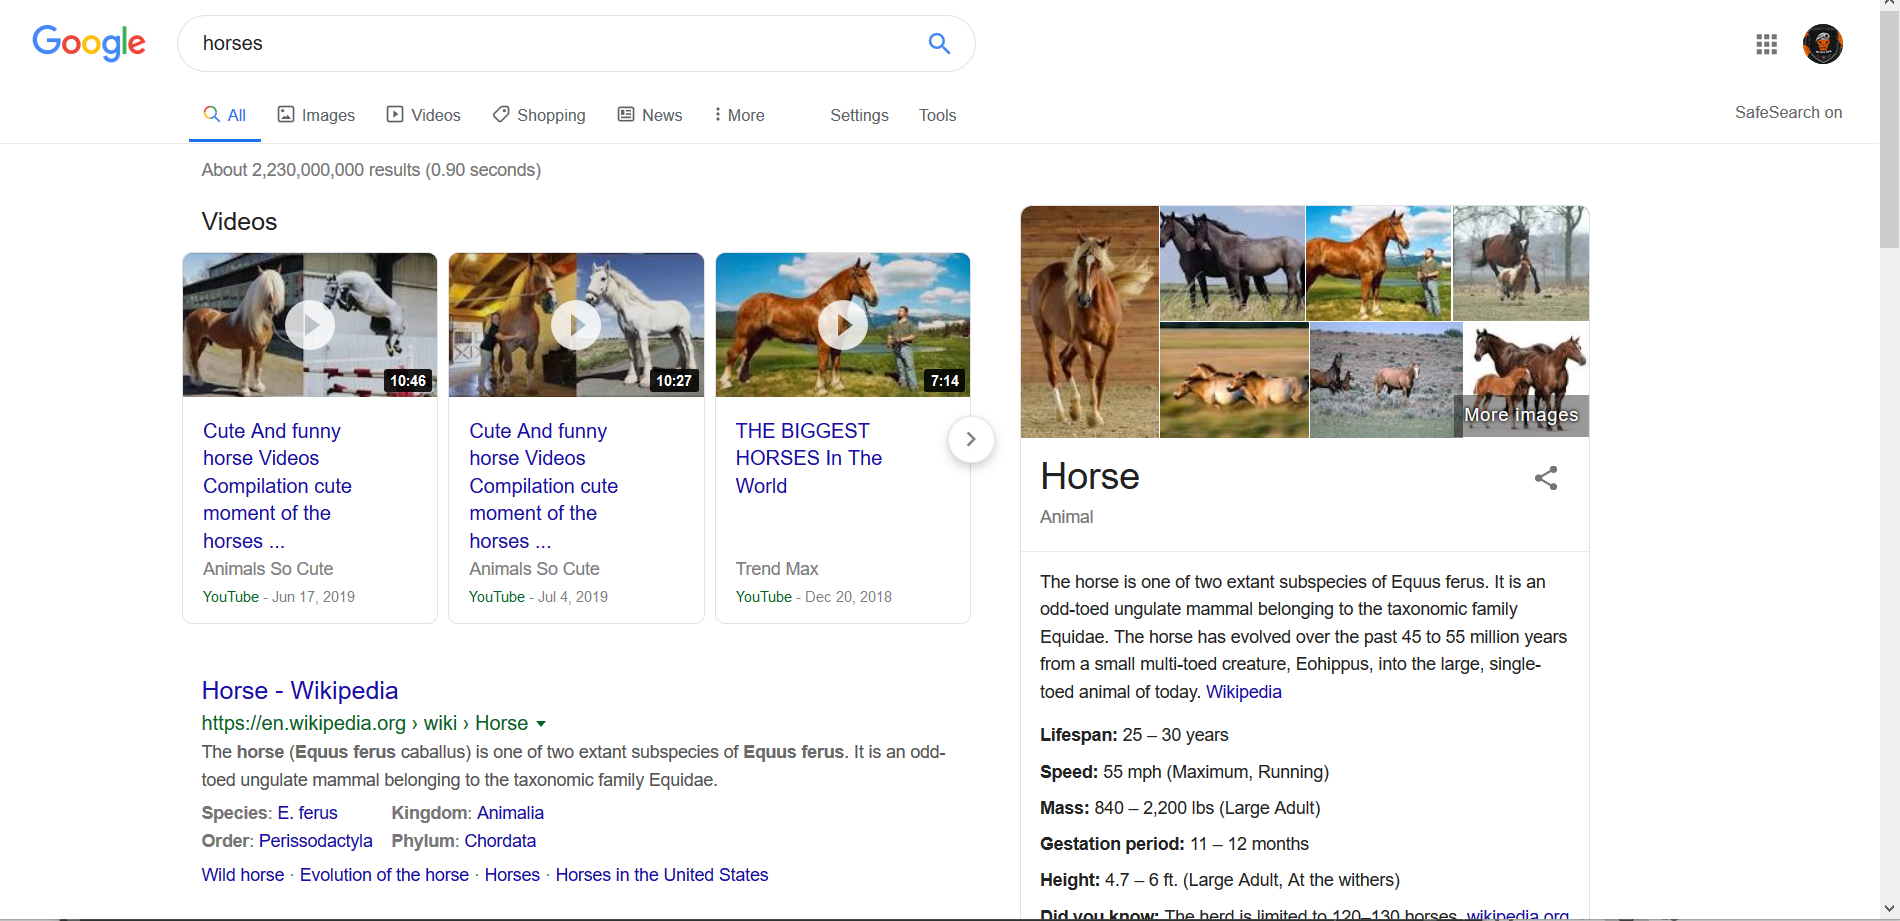 Google
horses
All Images Videos Shopping News More Settings Tools
SafeSearch on
About 2,230,000,000 results (0.90 seconds)
Videos
10:46
Cute And funny
horse Videos
Compilation cute
moment of the
horses ...
Animals So Cute
YouTube - Jun 17, 2019
10:27
Cute And funny
horse Videos
Compilation cute
moment of the
horses ...
Animals So Cute
YouTube - Jul 4, 2019
7:14
THE BIGGEST
HORSES In The
World
Trend Max
YouTube - Dec 20, 2018
Horse - Wikipedia
https://en.wikipedia.org › wiki › Horse
The horse (Equus ferus caballus) is one of two extant subspecies of Equus ferus. It is an odd-
toed ungulate mammal belonging to the taxonomic family Equidae.
Species: E. ferus Kingdom: Animalia
Order: Perissodactyla Phylum: Chordata
Wild horse · Evolution of the horse · Horses · Horses in the United States
More images
Horse
Animal
The horse is one of two extant subspecies of Equus ferus. It is an
odd-toed ungulate mammal belonging to the taxonomic family
Equidae. The horse has evolved over the past 45 to 55 million years
from a small multi-toed creature, Eohippus, into the large, single-
toed animal of today. Wikipedia
Lifespan: 25 – 30 years
Speed: 55 mph (Maximum, Running)
Mass: 840 – 2,200 lbs (Large Adult)
Gestation period: 11 – 12 months
Height: 4.7 – 6 ft. (Large Adult, At the withers)
Did you know: The herd is limited to 120–130 horses. wikipedia.org